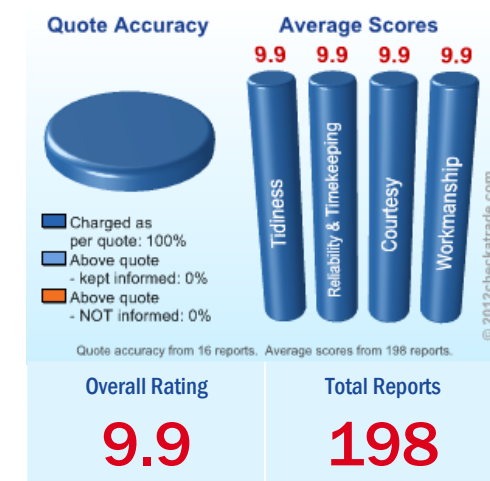 Quote Accuracy
Average Scores
9.9 9.9 9.9 9.9
Tidiness
Reliability & Timekeeping
Courtesy
Workmanship
Charged as
per quote: 100%
Above quote
- kept informed: 0%
Above quote
- NOT informed: 0%
© 2012checkatrade.com
Quote accuracy from 16 reports. Average scores from 198 reports.
Overall Rating
9.9
Total Reports
198